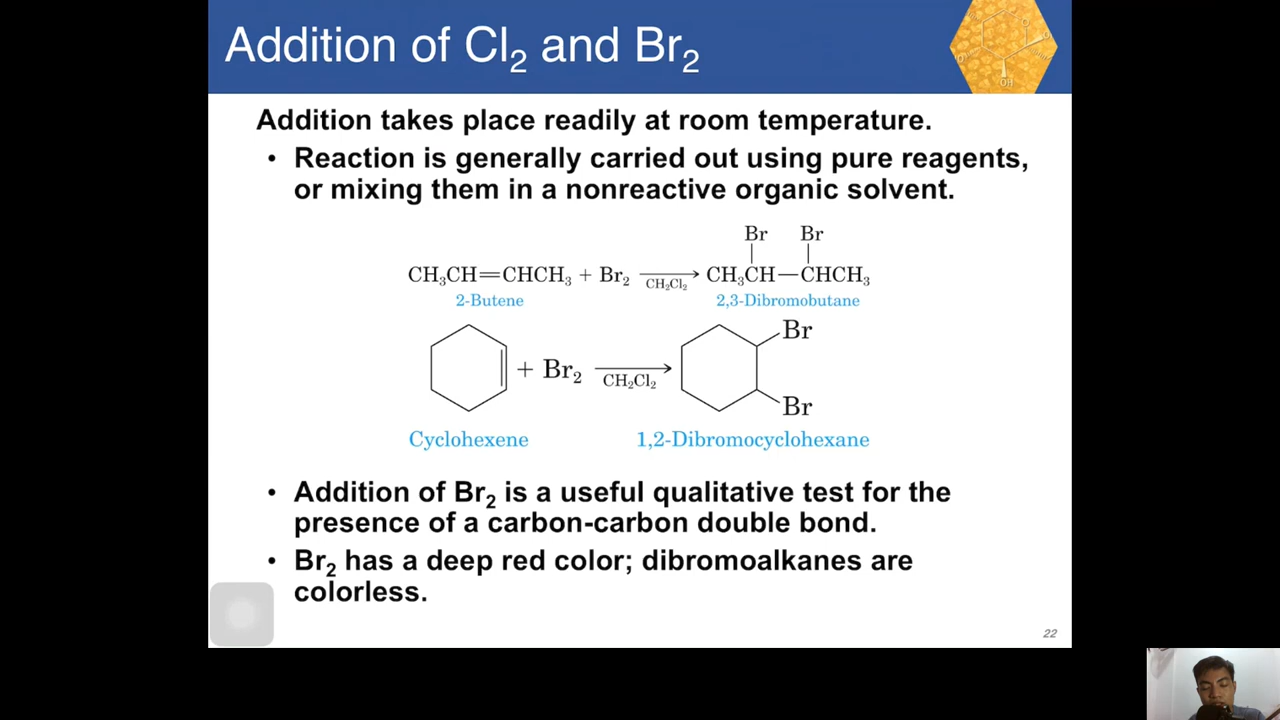 Addition of Cl₂ and Br₂
Addition takes place readily at room temperature.
• Reaction is generally carried out using pure reagents,
or mixing them in a nonreactive organic solvent.
Br Br
CH₃CH=CHCH₃ + Br₂ ⟶ CH₃CH—CHCH₃
CH₂Cl₂
2-Butene 2,3-Dibromobutane
Br
+ Br₂ ⟶
CH₂Cl₂
Br
Cyclohexene 1,2-Dibromocyclohexane
• Addition of Br₂ is a useful qualitative test for the
presence of a carbon-carbon double bond.
• Br₂ has a deep red color; dibromoalkanes are
colorless.
22
O
OH